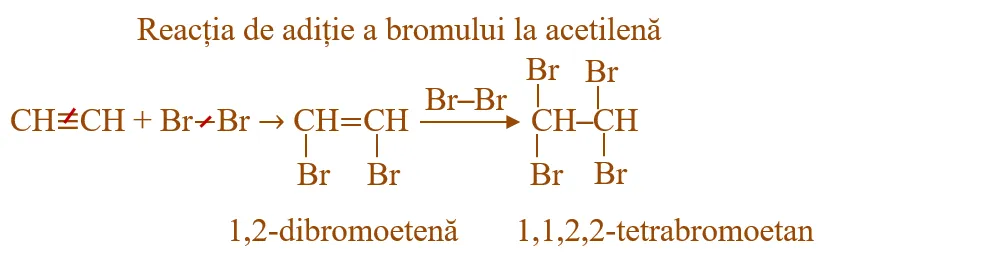 Reacția de adiție a bromului la acetilenă
Br Br
Br–Br
CH≡CH + Br–Br → CH=CH → CH–CH
Br Br Br Br
1,2-dibromoetenă 1,1,2,2-tetrabromoetan